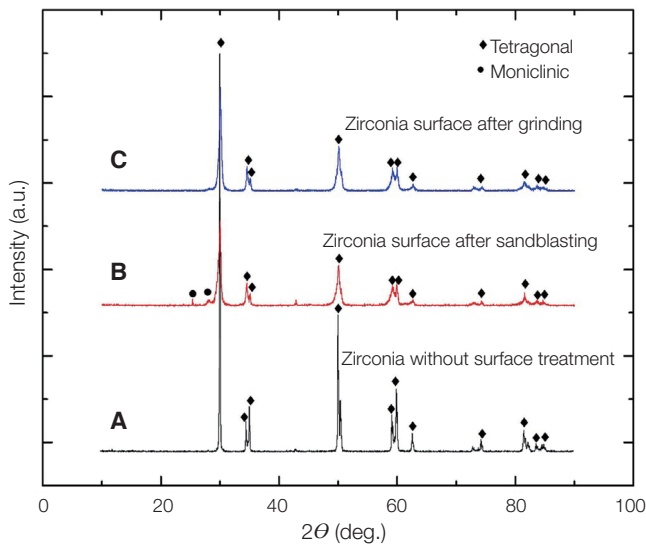 Tetragonal
Moniclinic
Zirconia surface after grinding
C
Zirconia surface after sandblasting
B
Zirconia without surface treatment
A
Intensity (a.u.)
0 20 40 60 80 100
2Θ (deg.)